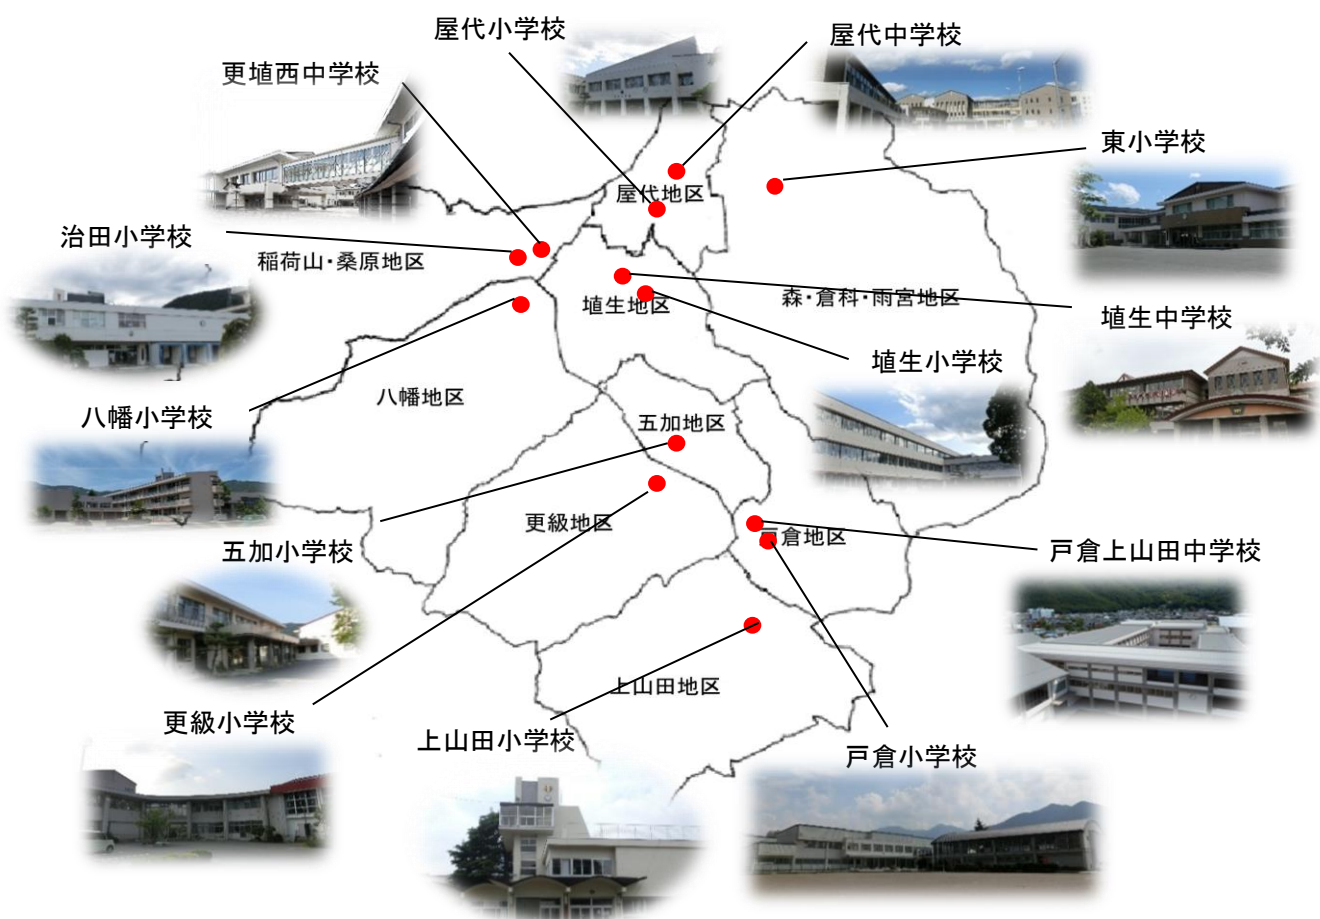 屋代小学校
屋代中学校
更埴西中学校
東小学校
屋代地区
治田小学校
稲荷山・桑原地区
埴生地区
森・倉科・雨宮地区
埴生中学校
埴生小学校
八幡地区
八幡小学校
五加地区
更級地区
戸倉地区
五加小学校
戸倉上山田中学校
上山田地区
更級小学校
上山田小学校
戸倉小学校